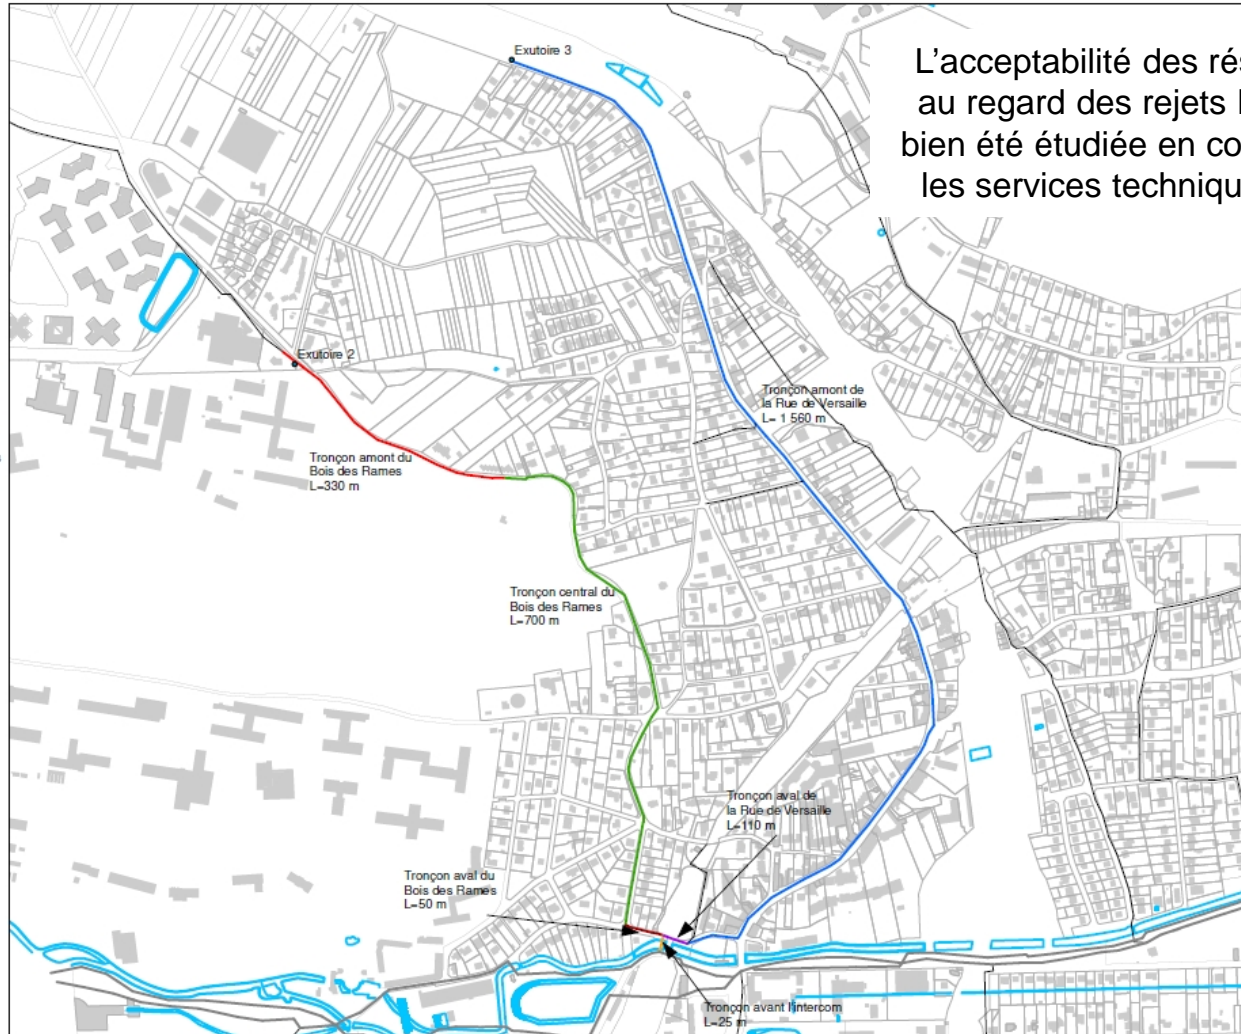 L'acceptabilité des rés
au regard des rejets
bien été étudiée en co
les services techniqu
Exutoire 3
Exutoire 2
Tronçon amont de
la Rue de Versaille
L= 1 560 m
Tronçon amont du
Bois des Rames
L=330 m
Tronçon central du
Bois des Rames
L=700 m
Tronçon aval de
la Rue de Versaille
L=110 m
Tronçon aval du
Bois des Rames
L=50 m
Tronçon avant l'intercom
L=25 m